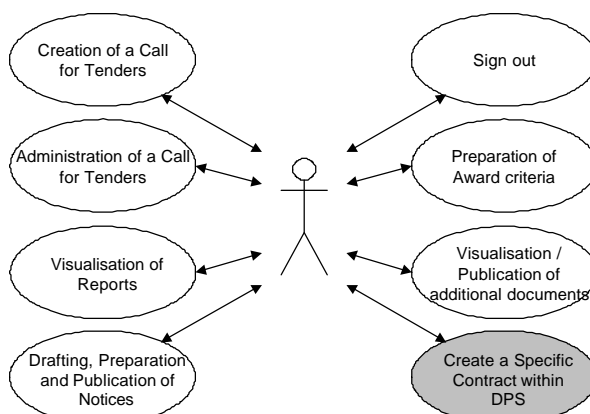 Creation of a Call
for Tenders
Sign out
Administration of a Call
for Tenders
Preparation of
Award criteria
Visualisation of
Reports
Visualisation /
Publication of
additional documents
Drafting, Preparation
and Publication of
Notices
Create a Specific
Contract within
DPS